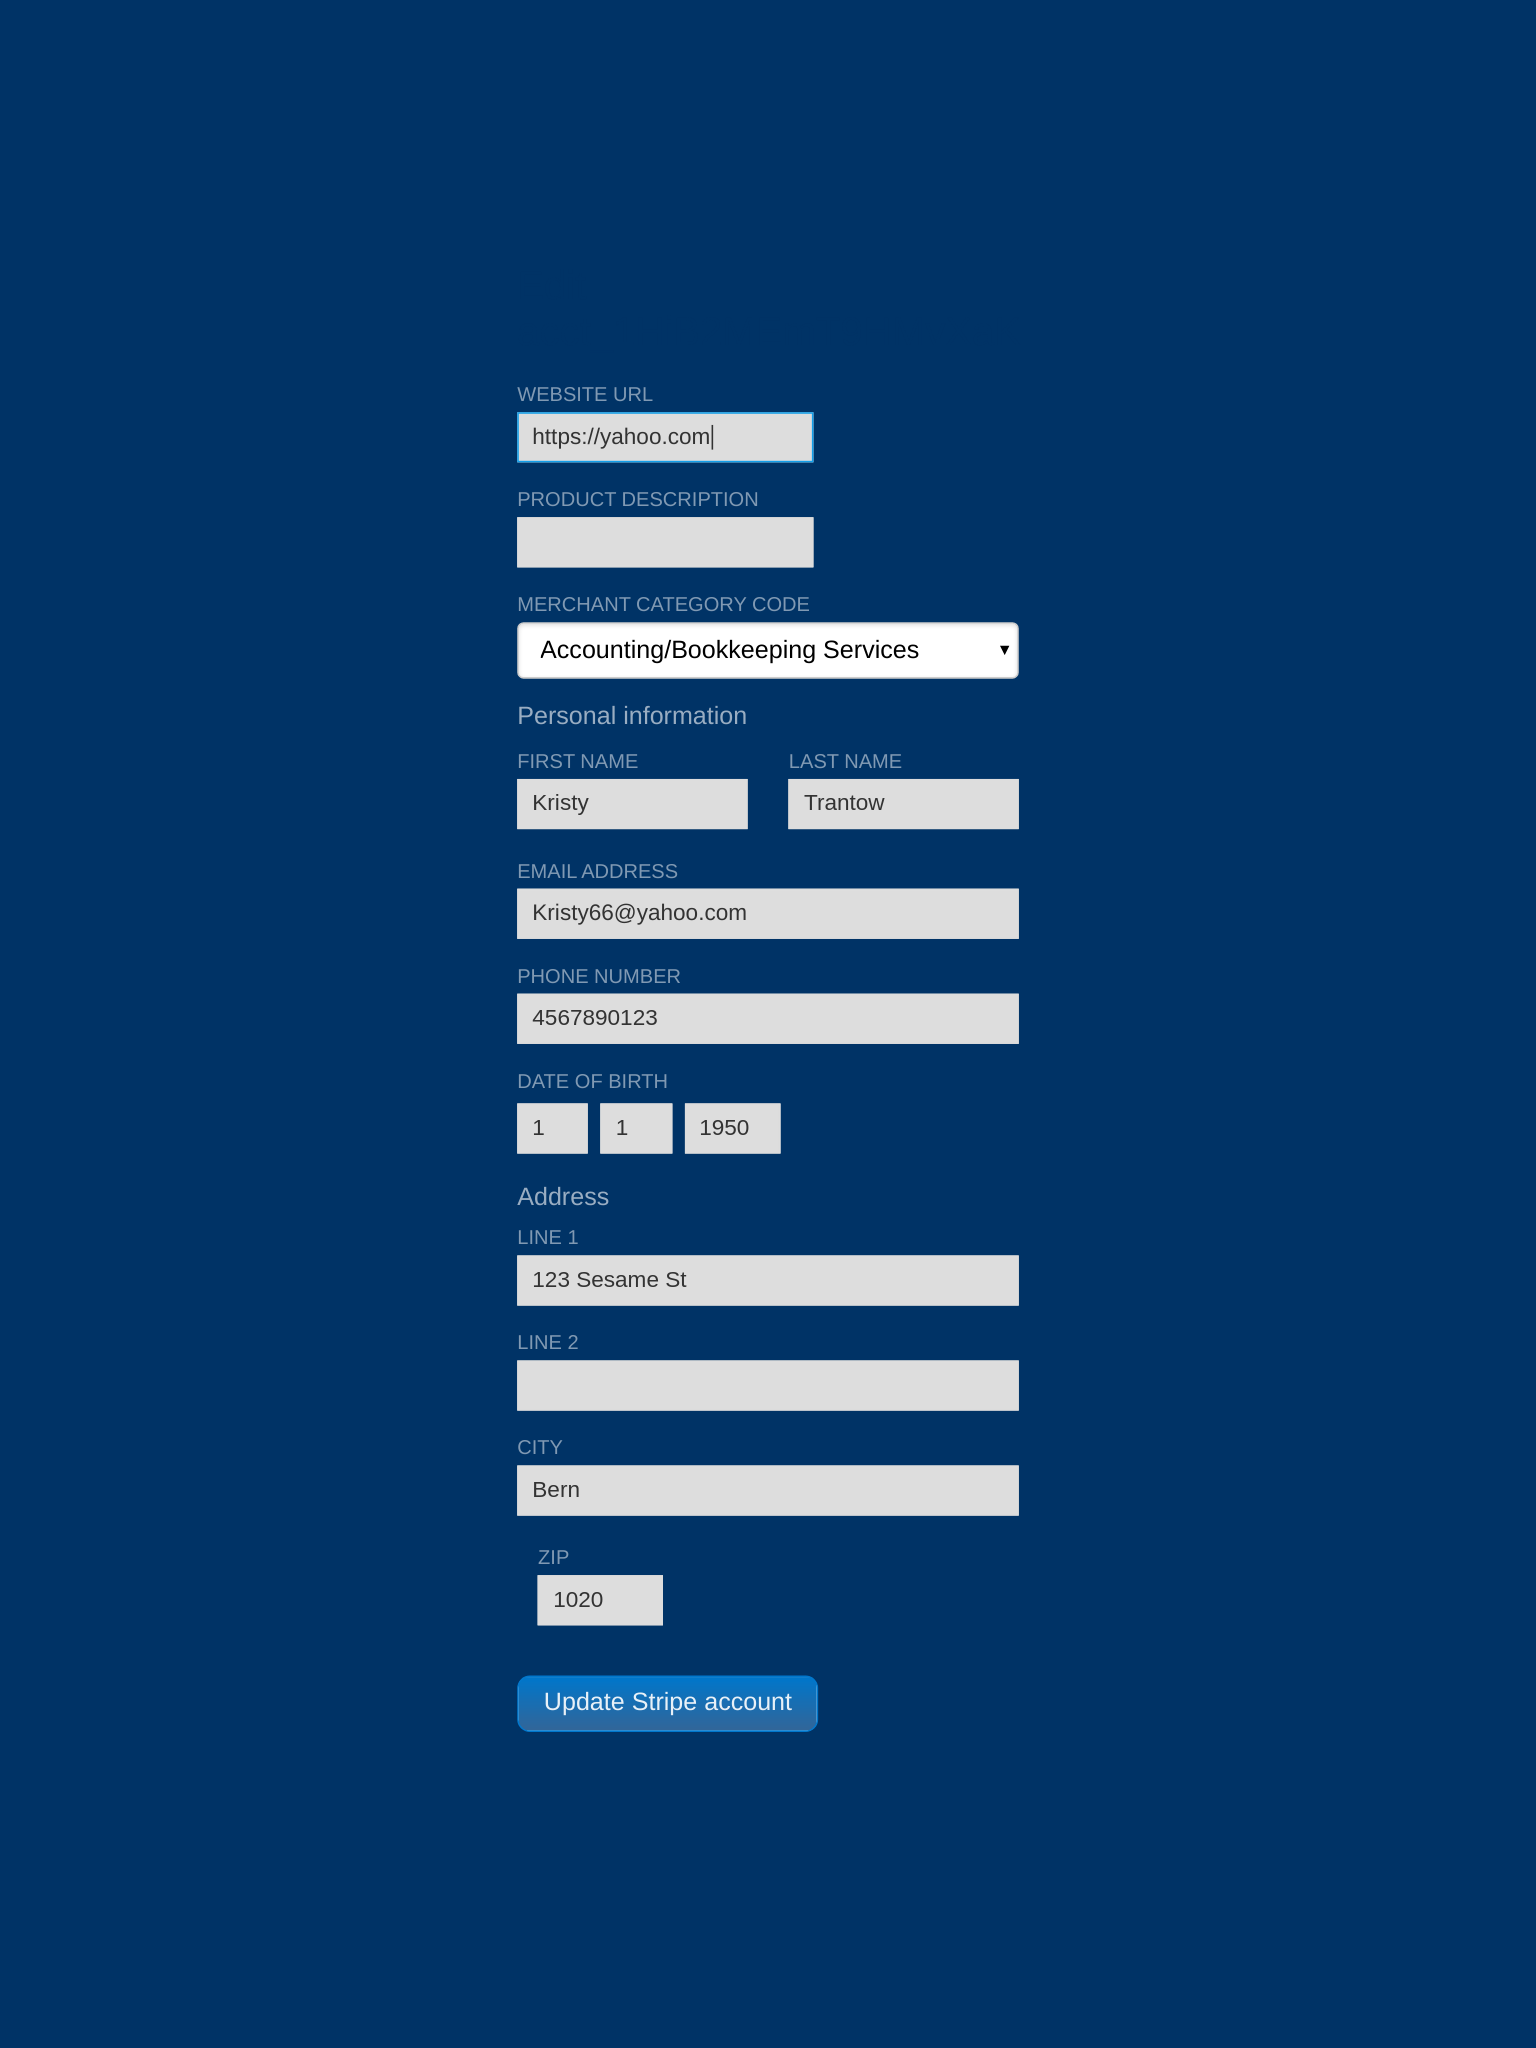 WEBSITE URL
https://yahoo.com
PRODUCT DESCRIPTION
MERCHANT CATEGORY CODE
Accounting/Bookkeeping Services
Personal information
FIRST NAME LAST NAME
Kristy Trantow
EMAIL ADDRESS
Kristy66@yahoo.com
PHONE NUMBER
4567890123
DATE OF BIRTH
1 1 1950
Address
LINE 1
123 Sesame St
LINE 2
CITY
Bern
ZIP
1020
Update Stripe account